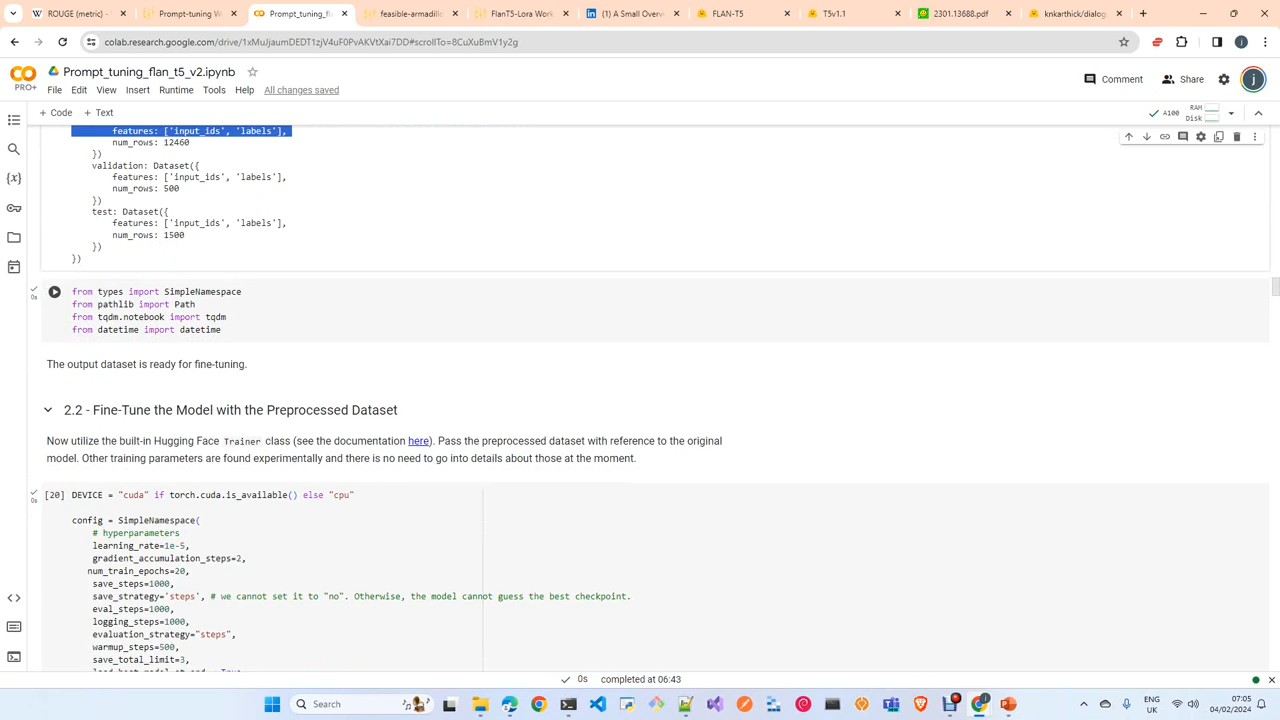 ROUGE (metric) - W
Prompt-tuning W
Prompt_tuning_fl
feasible-armadillo
FlanT5-Lora Work
(1) A Small Overv
FLAN-T5
T5v1.1
2301.13688.pdf
knkarthick/dialog
colab.research.google.com/drive/1xMuJjaumDEDT1zjV4uF0PvAKVtXai7DD#scrollTo=8CuXuBmV1y2g
PRO+
Prompt_tuning_flan_t5_v2.ipynb
File Edit View Insert Runtime Tools Help All changes saved
Comment Share j
+ Code + Text
A100 RAM Disk
features: ['input_ids', 'labels'],
num_rows: 12460
})
validation: Dataset({
features: ['input_ids', 'labels'],
num_rows: 500
})
test: Dataset({
features: ['input_ids', 'labels'],
num_rows: 1500
})
})
0s
from types import SimpleNamespace
from pathlib import Path
from tqdm.notebook import tqdm
from datetime import datetime
The output dataset is ready for fine-tuning.
2.2 - Fine-Tune the Model with the Preprocessed Dataset
Now utilize the built-in Hugging Face Trainer class (see the documentation here). Pass the preprocessed dataset with reference to the original
model. Other training parameters are found experimentally and there is no need to go into details about those at the moment.
0s
[20] DEVICE = "cuda" if torch.cuda.is_available() else "cpu"
config = SimpleNamespace(
# hyperparameters
learning_rate=1e-5,
gradient_accumulation_steps=2,
num_train_epochs=20,
save_steps=1000,
save_strategy='steps', # we cannot set it to "no". Otherwise, the model cannot guess the best checkpoint.
eval_steps=1000,
logging_steps=1000,
evaluation_strategy="steps",
warmup_steps=500,
save_total_limit=3,
0s completed at 06:43
Search
ENG
UK
07:05
04/02/2024